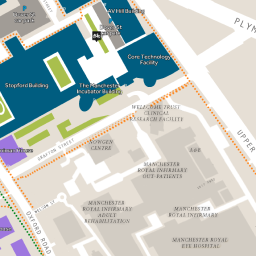 AV Hill Building
Core Technology
Facility
Stopford Building
The Manchester
Incubator Building
WELLCOME TRUST
CLINICAL
RESEARCH FACILITY
GRAFTON STREET
NOWGEN
CENTRE
A&E
MANCHESTER
ROYAL INFIRMARY
OUT-PATIENTS
UPPER
OXFORD ROAD
MANCHESTER
ROYAL INFIRMARY
ADULT
REHABILITATION
MANCHESTER
ROYAL INFIRMARY
MANCHESTER ROYAL
EYE HOSPITAL